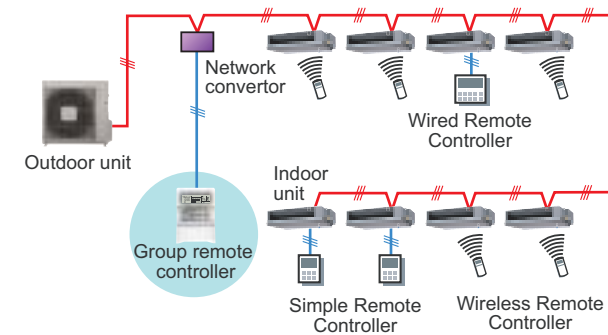 Network
convertor
Wired Remote
Controller
Outdoor unit
Indoor
unit
Group remote
controller
Simple Remote
Controller
Wireless Remote
Controller